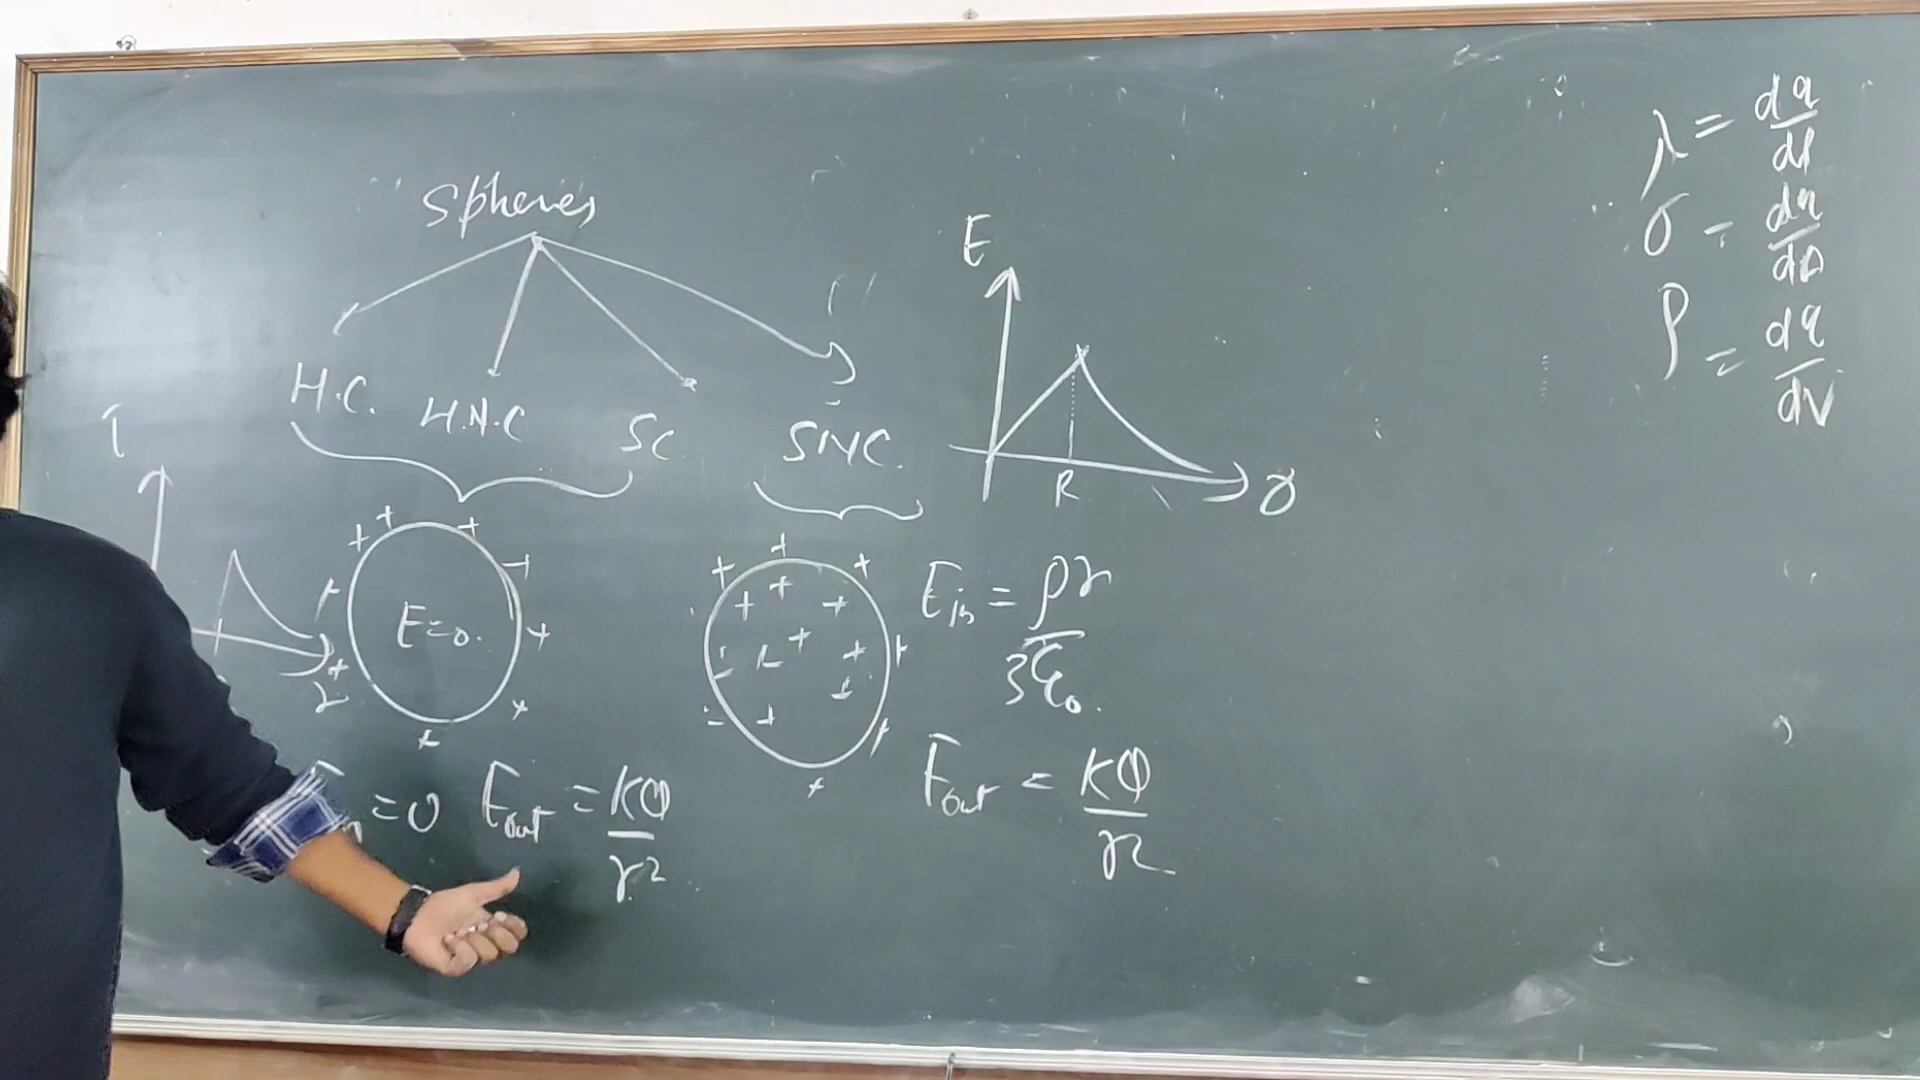 Spheres
H.C. H.N.C SC SNC.
E
R r
E=0.
r
E_in = ρr/3ε₀.
=0 E_out = KQ/r²
E_out = KQ/r²
λ = dq/dl
σ = dq/dA
ρ = dq/dV